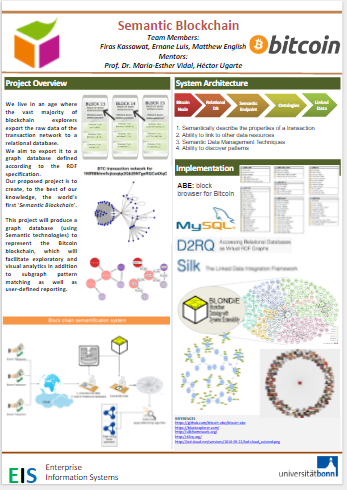 Semantic Blockchain
Team Members:
Firas Kassawat, Ernane Luis, Matthew English
Mentors:
Prof. Dr. Maria-Esther Vidal, Héctor Ugarte
bitcoin
Project Overview
We live in an age where
the vast majority of
blockchain explorers
export the raw data of the
transaction network to a
relational database.
We aim to export it to a
graph database defined
according to the RDF
specification.
Our proposed project is to
create, to the best of our
knowledge, the world's
first 'Semantic Blockchain'.
This project will produce a
graph database (using
Semantic technologies) to
represent the Bitcoin
blockchain, which will
facilitate exploratory and
visual analytics in addition
to subgraph pattern
matching as well as
user-defined reporting.
BLOCK 13
BLOCK 14
BLOCK 15
BTC transaction network for
Block chain semantification system
System Architecture
Bitcoin
Node
Relational
DB
Semantic
Endpoint
Ontologies
Linked
Data
1. Semantically describe the properties of a transaction
2. Ability to link to other data resources
3. Semantic Data Management Techniques
4. Ability to discover patterns
Implementation
ABE: block
browser for Bitcoin
MySQL
D2RQ Accessing Relational Databases
as Virtual RDF Graphs
Silk The Linked Data Integration Framework
BLONDIE
REFERENCES
EIS Enterprise
Information Systems
universitätbonn